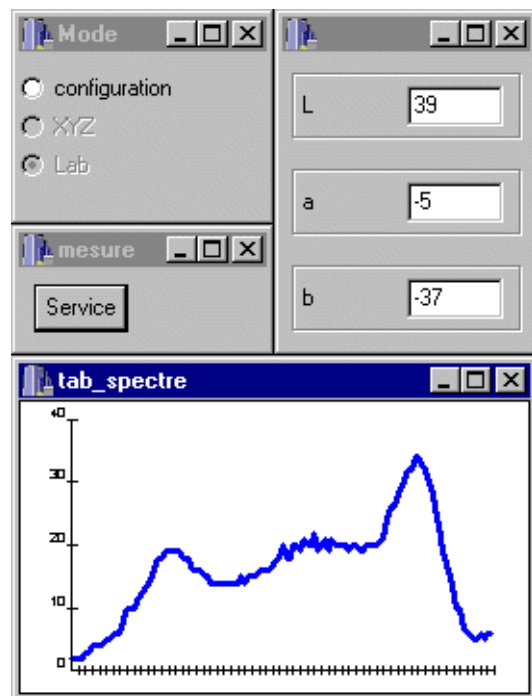 Mode
configuration
XYZ
Lab
mesure
Service
L
39
a
-5
b
-37
tab_spectre
40
30
20
10
0